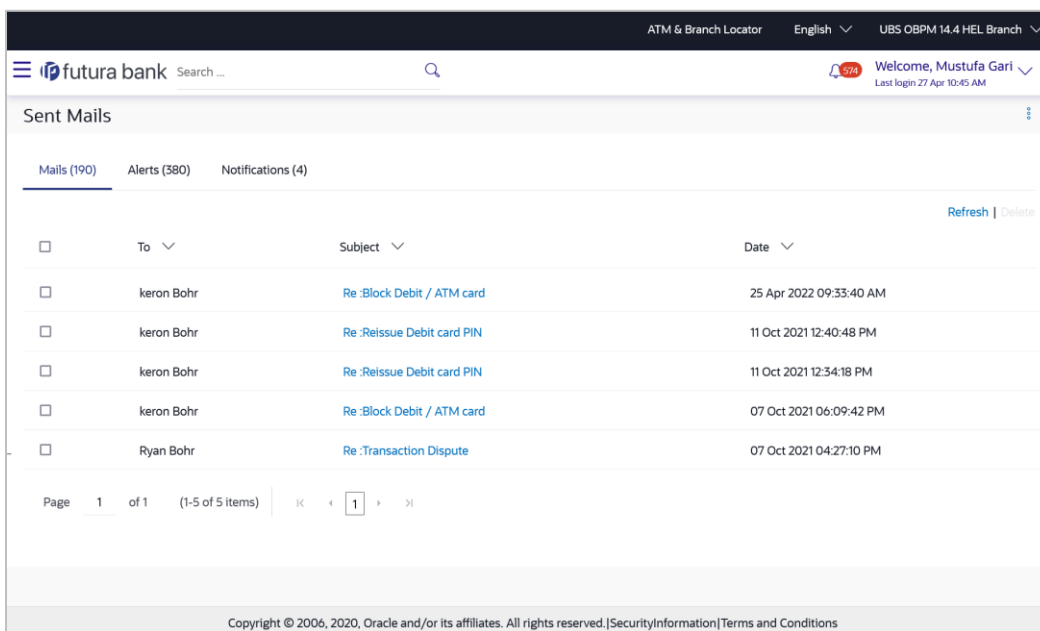 ATM & Branch Locator English UBS OBPM 14.4 HEL Branch
futura bank Search ... 574 Welcome, Mustufa Gari
Last login 27 Apr 10:45 AM
Sent Mails
Mails (190) Alerts (380) Notifications (4)
Refresh | Delete
To Subject Date
keron Bohr Re :Block Debit / ATM card 25 Apr 2022 09:33:40 AM
keron Bohr Re :Reissue Debit card PIN 11 Oct 2021 12:40:48 PM
keron Bohr Re :Reissue Debit card PIN 11 Oct 2021 12:34:18 PM
keron Bohr Re :Block Debit / ATM card 07 Oct 2021 06:09:42 PM
Ryan Bohr Re :Transaction Dispute 07 Oct 2021 04:27:10 PM
Page 1 of 1 (1-5 of 5 items) 1
Copyright © 2006, 2020, Oracle and/or its affiliates. All rights reserved.|SecurityInformation|Terms and Conditions